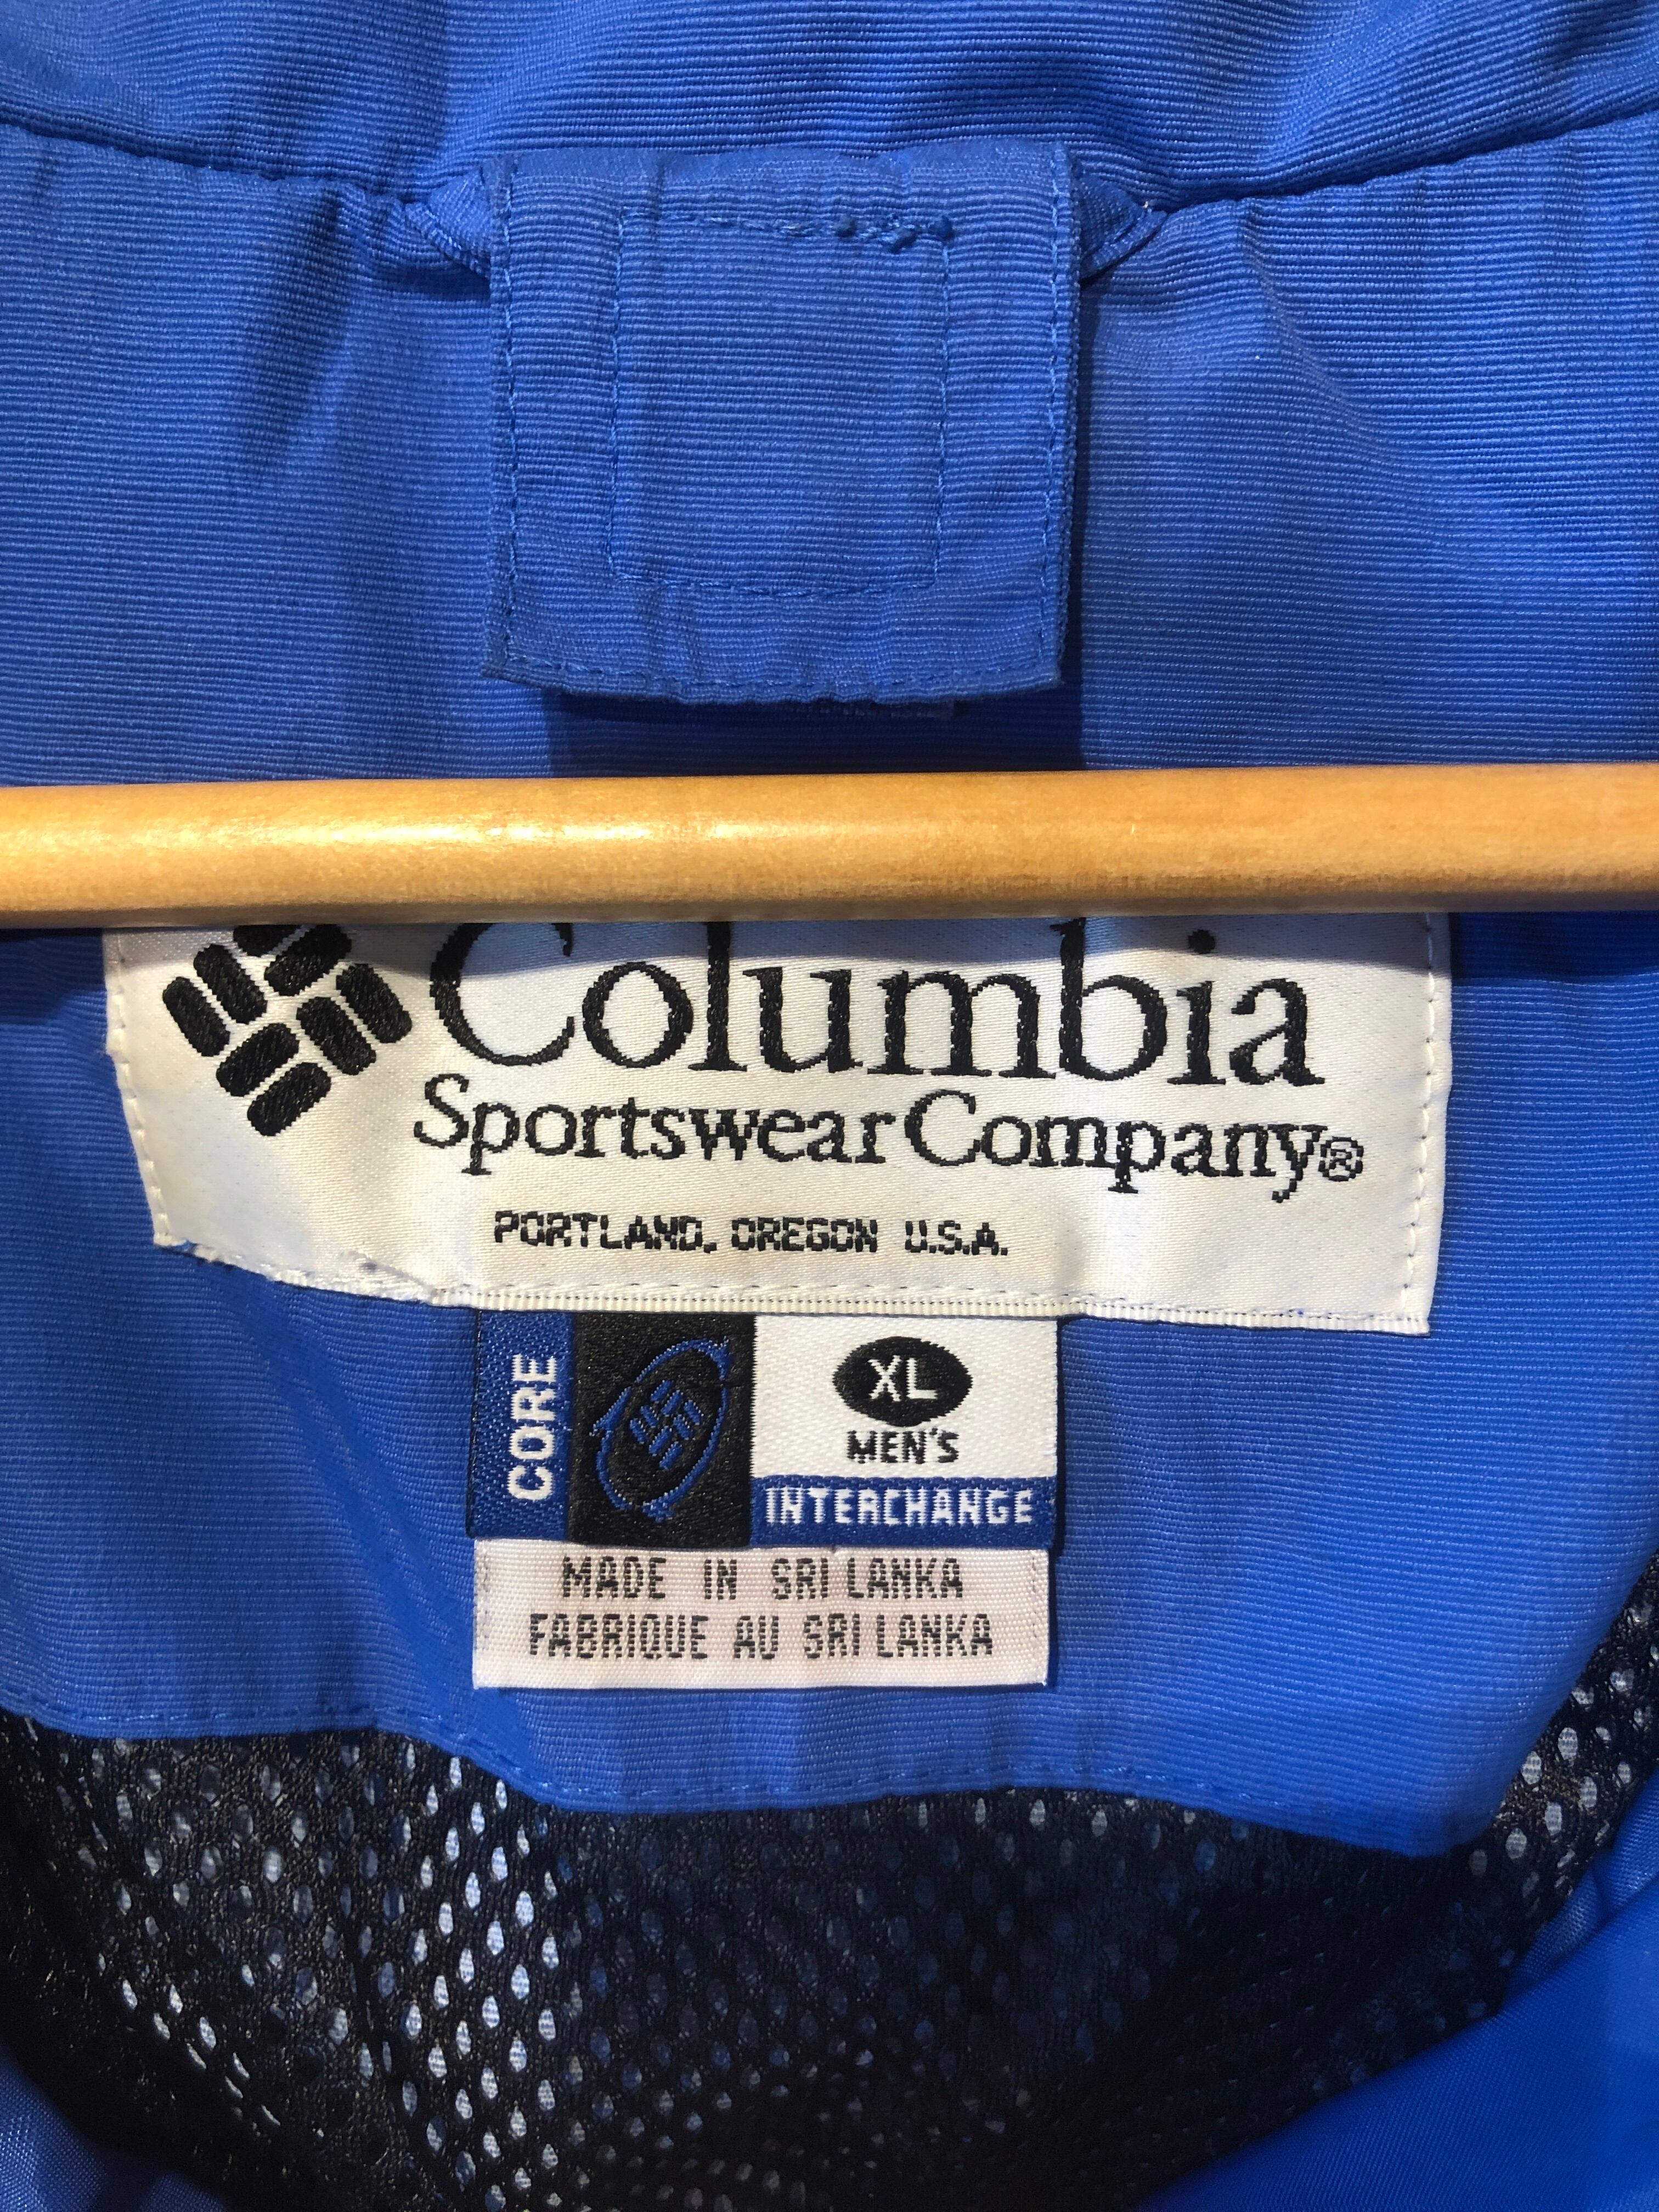 Columbia
Sportswear Company®
PORTLAND, OREGON U.S.A.
CORE
XL
MEN'S
INTERCHANGE
MADE IN SRI LANKA
FABRIQUE AU SRI LANKA